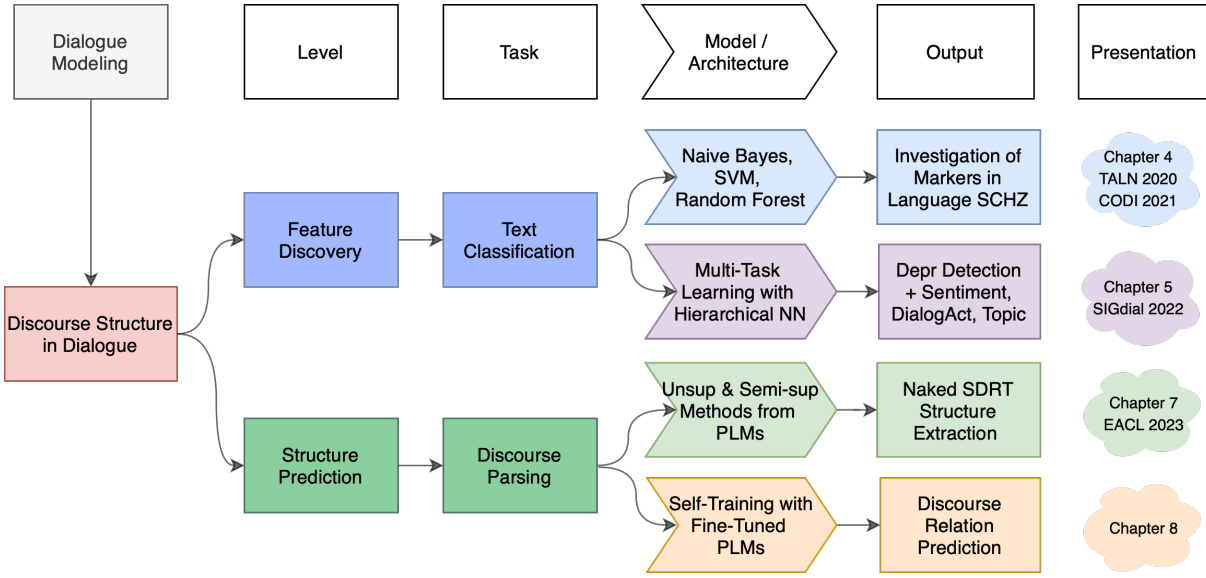 Dialogue
Modeling
Level
Task
Model /
Architecture
Output
Presentation
Naive Bayes,
SVM,
Random Forest
Investigation of
Markers in
Language SCHZ
Chapter 4
TALN 2020
CODI 2021
Feature
Discovery
Text
Classification
Multi-Task
Learning with
Hierarchical NN
Depr Detection
+ Sentiment,
DialogAct, Topic
Chapter 5
SIGdial 2022
Discourse Structure
in Dialogue
Unsup & Semi-sup
Methods from
PLMs
Naked SDRT
Structure
Extraction
Chapter 7
EACL 2023
Structure
Prediction
Discourse
Parsing
Self-Training with
Fine-Tuned
PLMs
Discourse
Relation
Prediction
Chapter 8